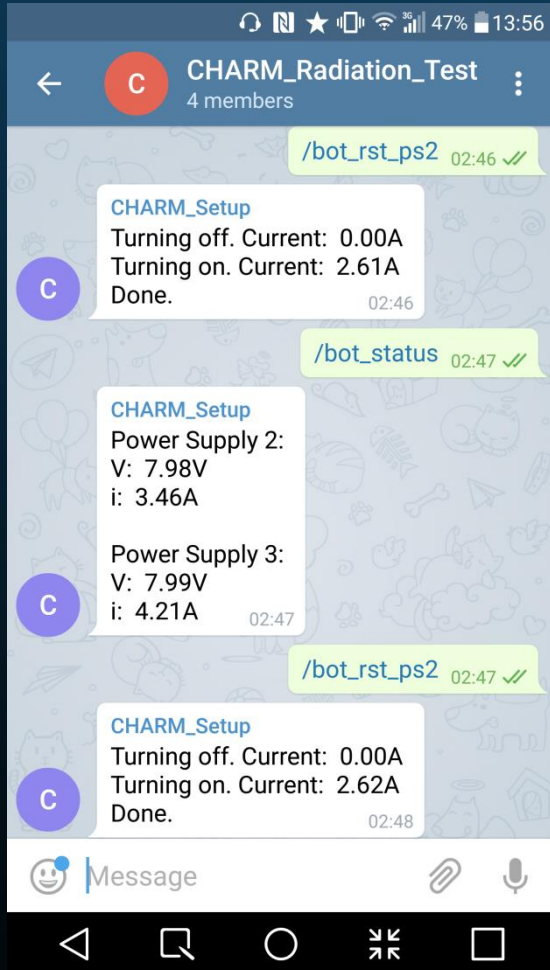 3G 47% 13:56
C CHARM_Radiation_Test
4 members
/bot_rst_ps2 02:46
CHARM_Setup
Turning off. Current: 0.00A
Turning on. Current: 2.61A
Done.
C 02:46
/bot_status 02:47
CHARM_Setup
Power Supply 2:
V: 7.98V
i: 3.46A
Power Supply 3:
V: 7.99V
i: 4.21A
C 02:47
/bot_rst_ps2 02:47
CHARM_Setup
Turning off. Current: 0.00A
Turning on. Current: 2.62A
Done.
C 02:48
Message